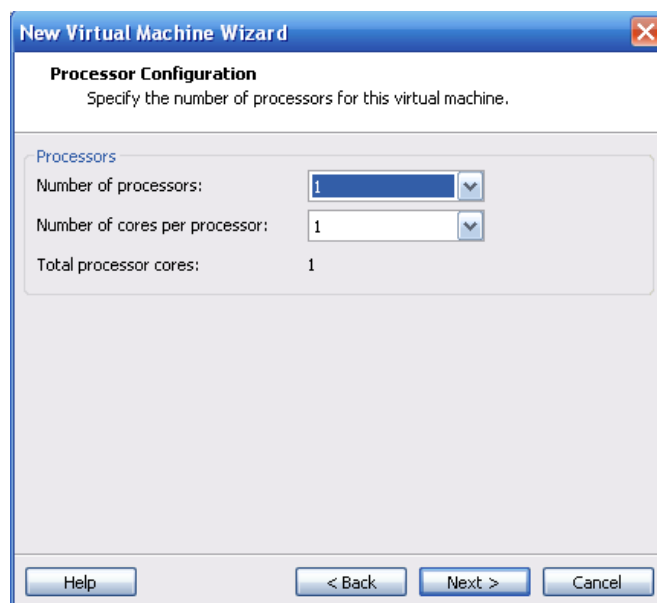 New Virtual Machine Wizard
Processor Configuration
Specify the number of processors for this virtual machine.
Processors
Number of processors: 1
Number of cores per processor: 1
Total processor cores: 1
Help < Back Next > Cancel